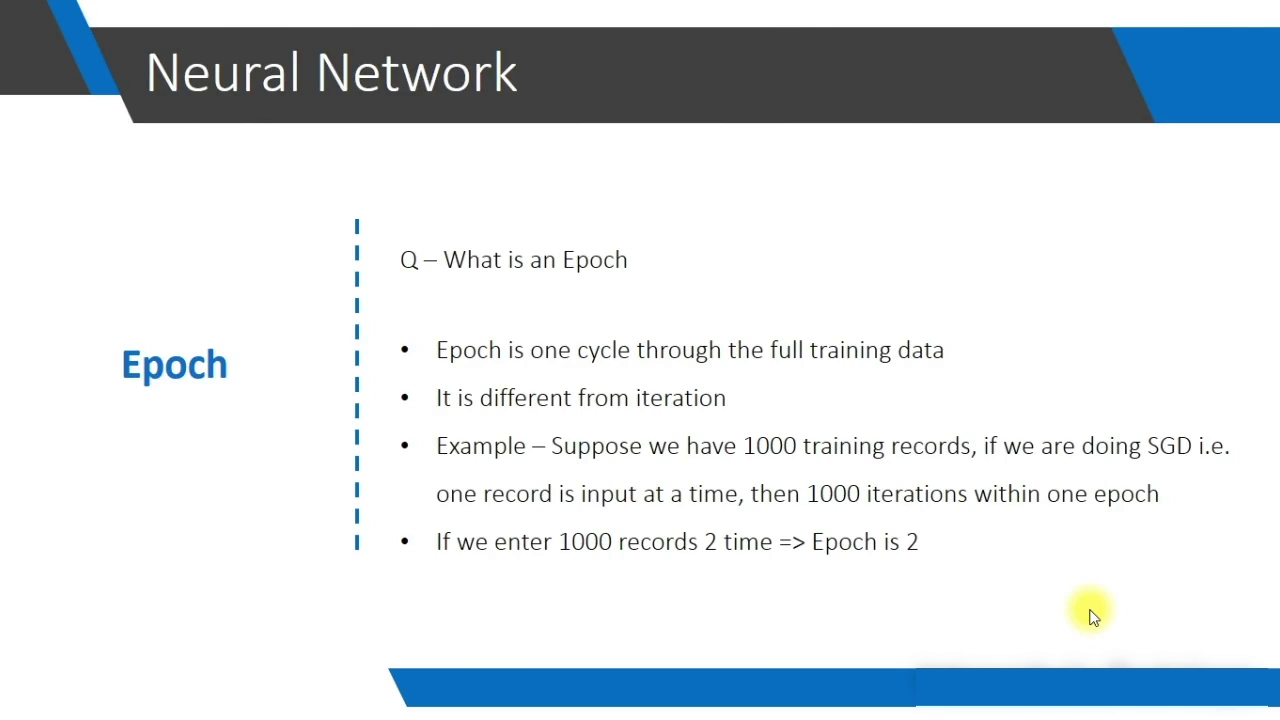 Neural Network
Epoch
Q – What is an Epoch
• Epoch is one cycle through the full training data
• It is different from iteration
• Example – Suppose we have 1000 training records, if we are doing SGD i.e.
one record is input at a time, then 1000 iterations within one epoch
• If we enter 1000 records 2 time => Epoch is 2